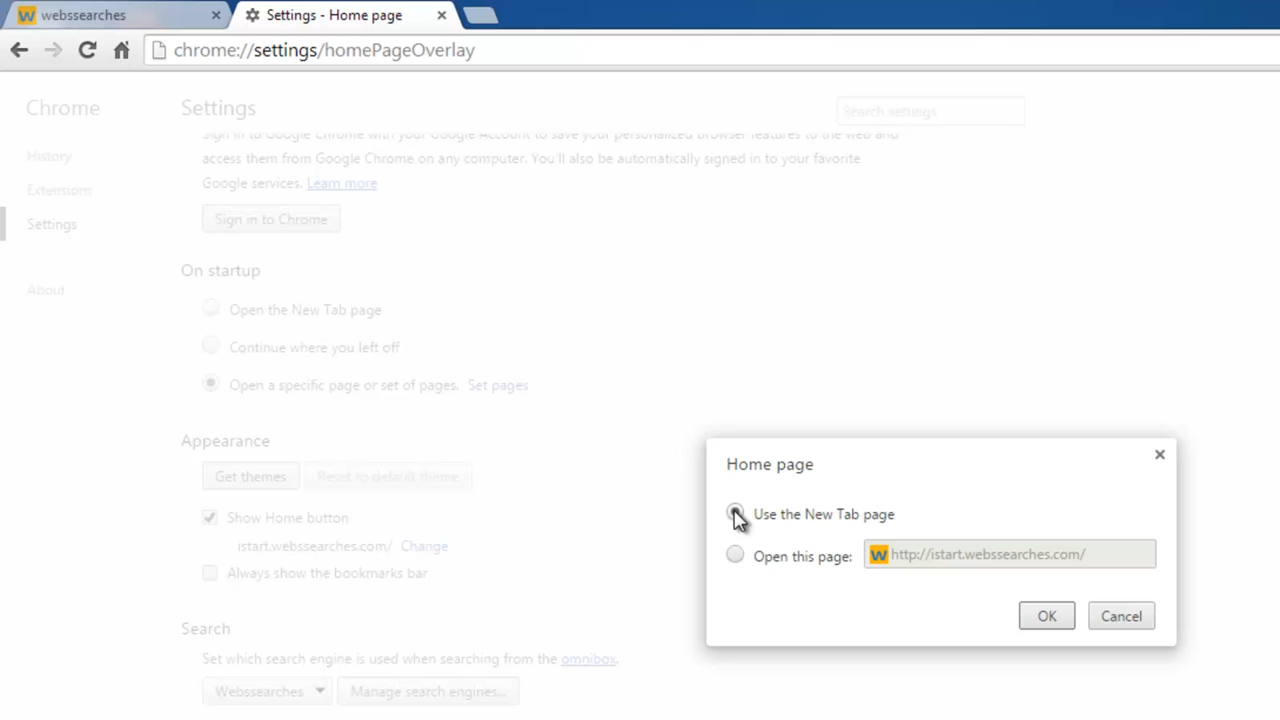 webssearches
Settings - Home page
chrome://settings/homePageOverlay
Chrome
History
Extensions
Settings
About
Settings
Search settings
Sign in to Google Chrome with your Google Account to save your personalized browser features to the web and
access them from Google Chrome on any computer. You'll also be automatically signed in to your favorite
Google services. Learn more
Sign in to Chrome
On startup
Open the New Tab page
Continue where you left off
Open a specific page or set of pages. Set pages
Appearance
Get themes Reset to default theme
Show Home button
istart.webssearches.com/ Change
Always show the bookmarks bar
Search
Set which search engine is used when searching from the omnibox.
Webssearches Manage search engines...
Home page
Use the New Tab page
Open this page: W http://istart.webssearches.com/
OK Cancel